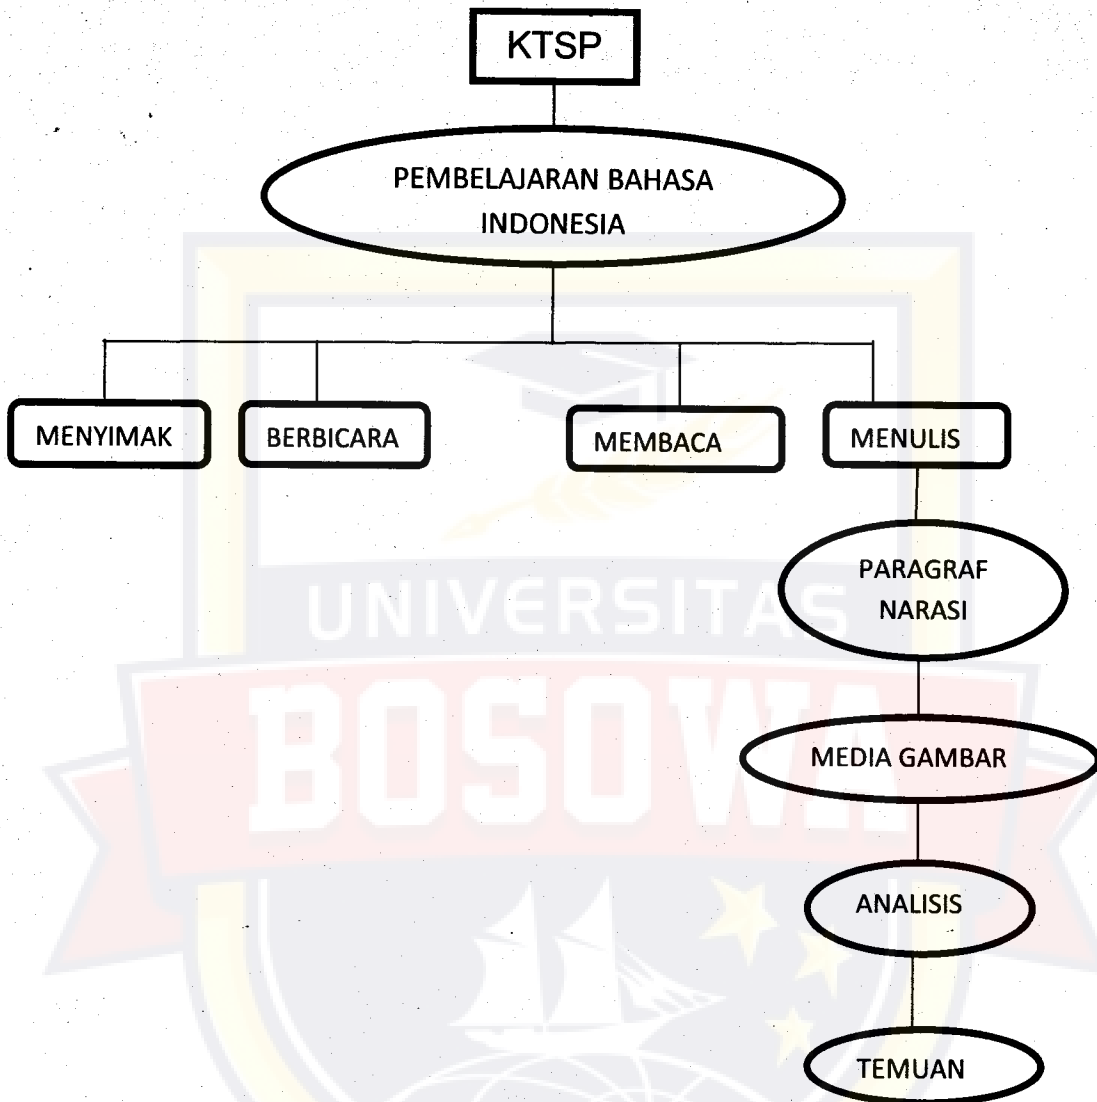 KTSP
PEMBELAJARAN BAHASA
INDONESIA
MENYIMAK
BERBICARA
MEMBACA
MENULIS
PARAGRAF
NARASI
UNIVERSITAS
BOSOWA
MEDIA GAMBAR
ANALISIS
TEMUAN